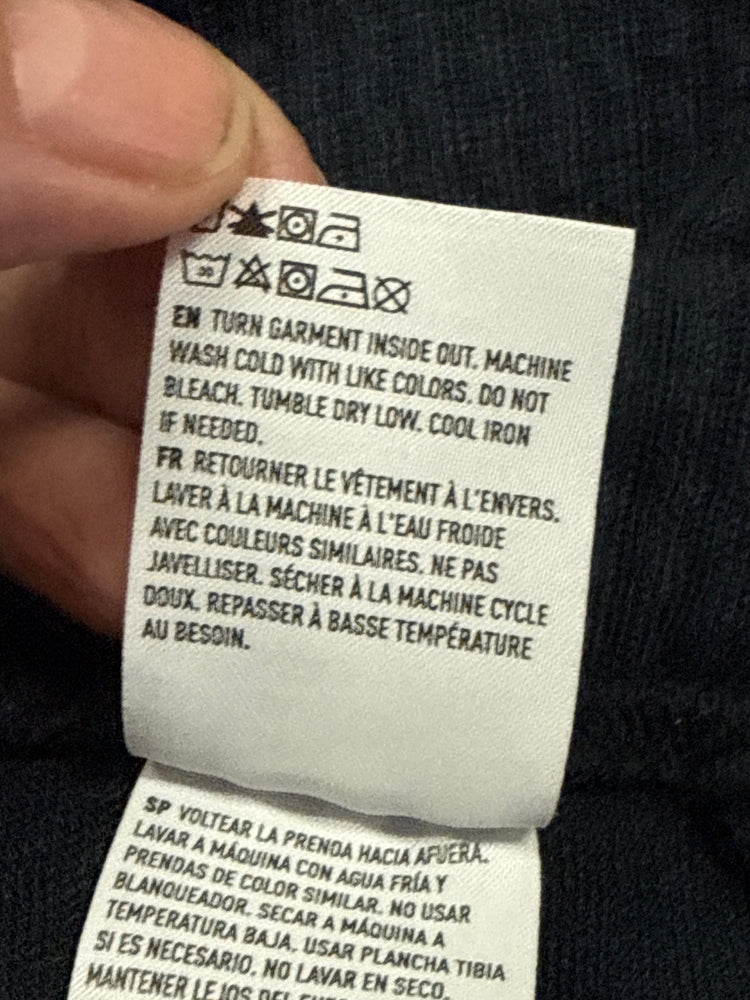 30
EN TURN GARMENT INSIDE OUT. MACHINE
WASH COLD WITH LIKE COLORS. DO NOT
BLEACH. TUMBLE DRY LOW. COOL IRON
IF NEEDED.
FR RETOURNER LE VÊTEMENT À L'ENVERS.
LAVER À LA MACHINE À L'EAU FROIDE
AVEC COULEURS SIMILAIRES. NE PAS
JAVELLISER. SÉCHER À LA MACHINE CYCLE
DOUX. REPASSER À BASSE TEMPÉRATURE
AU BESOIN.
SP VOLTEAR LA PRENDA HACIA AFUERA.
LAVAR A MÁQUINA CON AGUA FRÍA Y
PRENDAS DE COLOR SIMILAR. NO USAR
BLANQUEADOR. SECAR A MÁQUINA A
TEMPERATURA BAJA. USAR PLANCHA TIBIA
SI ES NECESARIO. NO LAVAR EN SECO.
MANTENER LEJOS DEL